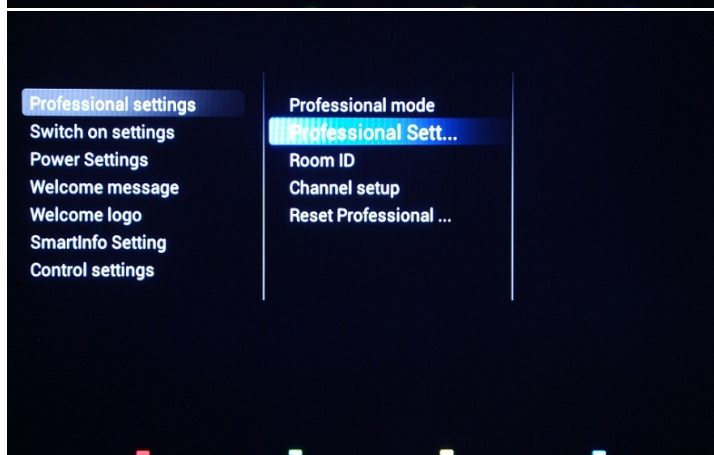 Professional settings
Switch on settings
Power Settings
Welcome message
Welcome logo
SmartInfo Setting
Control settings
Professional mode
Professional Sett...
Room ID
Channel setup
Reset Professional ...